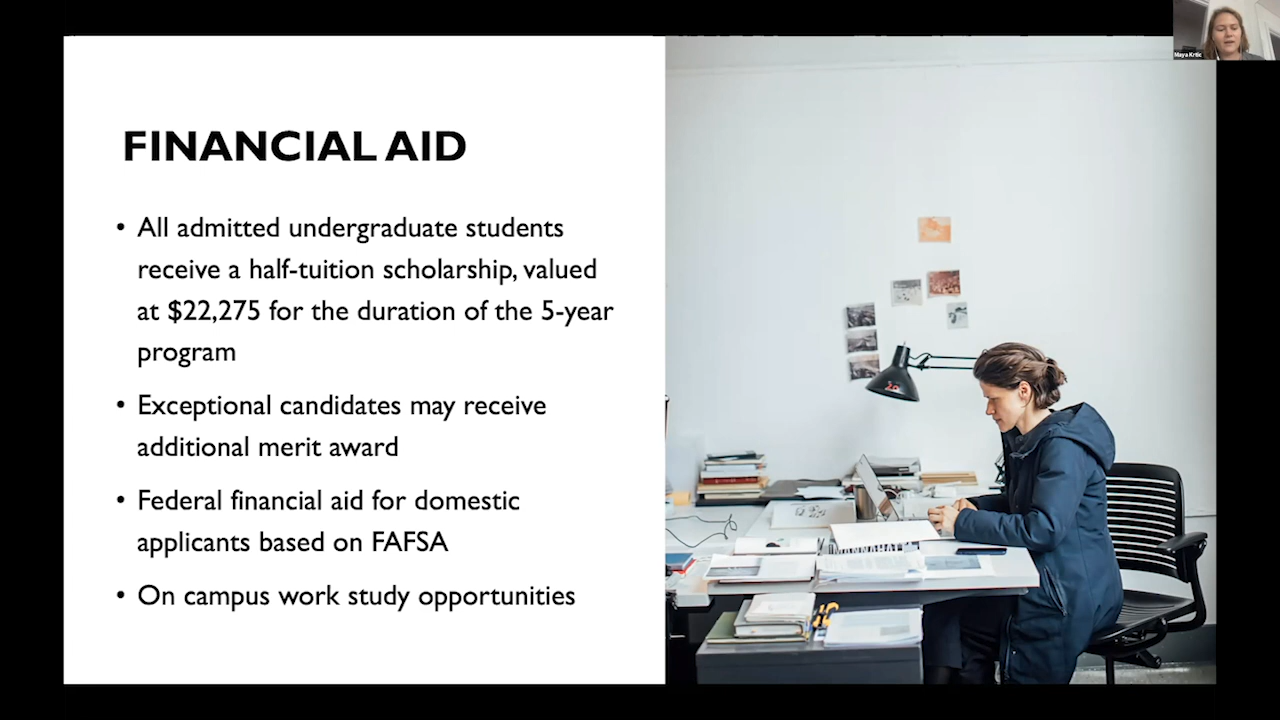 Maya Krtic
FINANCIAL AID
• All admitted undergraduate students
receive a half-tuition scholarship, valued
at $22,275 for the duration of the 5-year
program
• Exceptional candidates may receive
additional merit award
• Federal financial aid for domestic
applicants based on FAFSA
• On campus work study opportunities